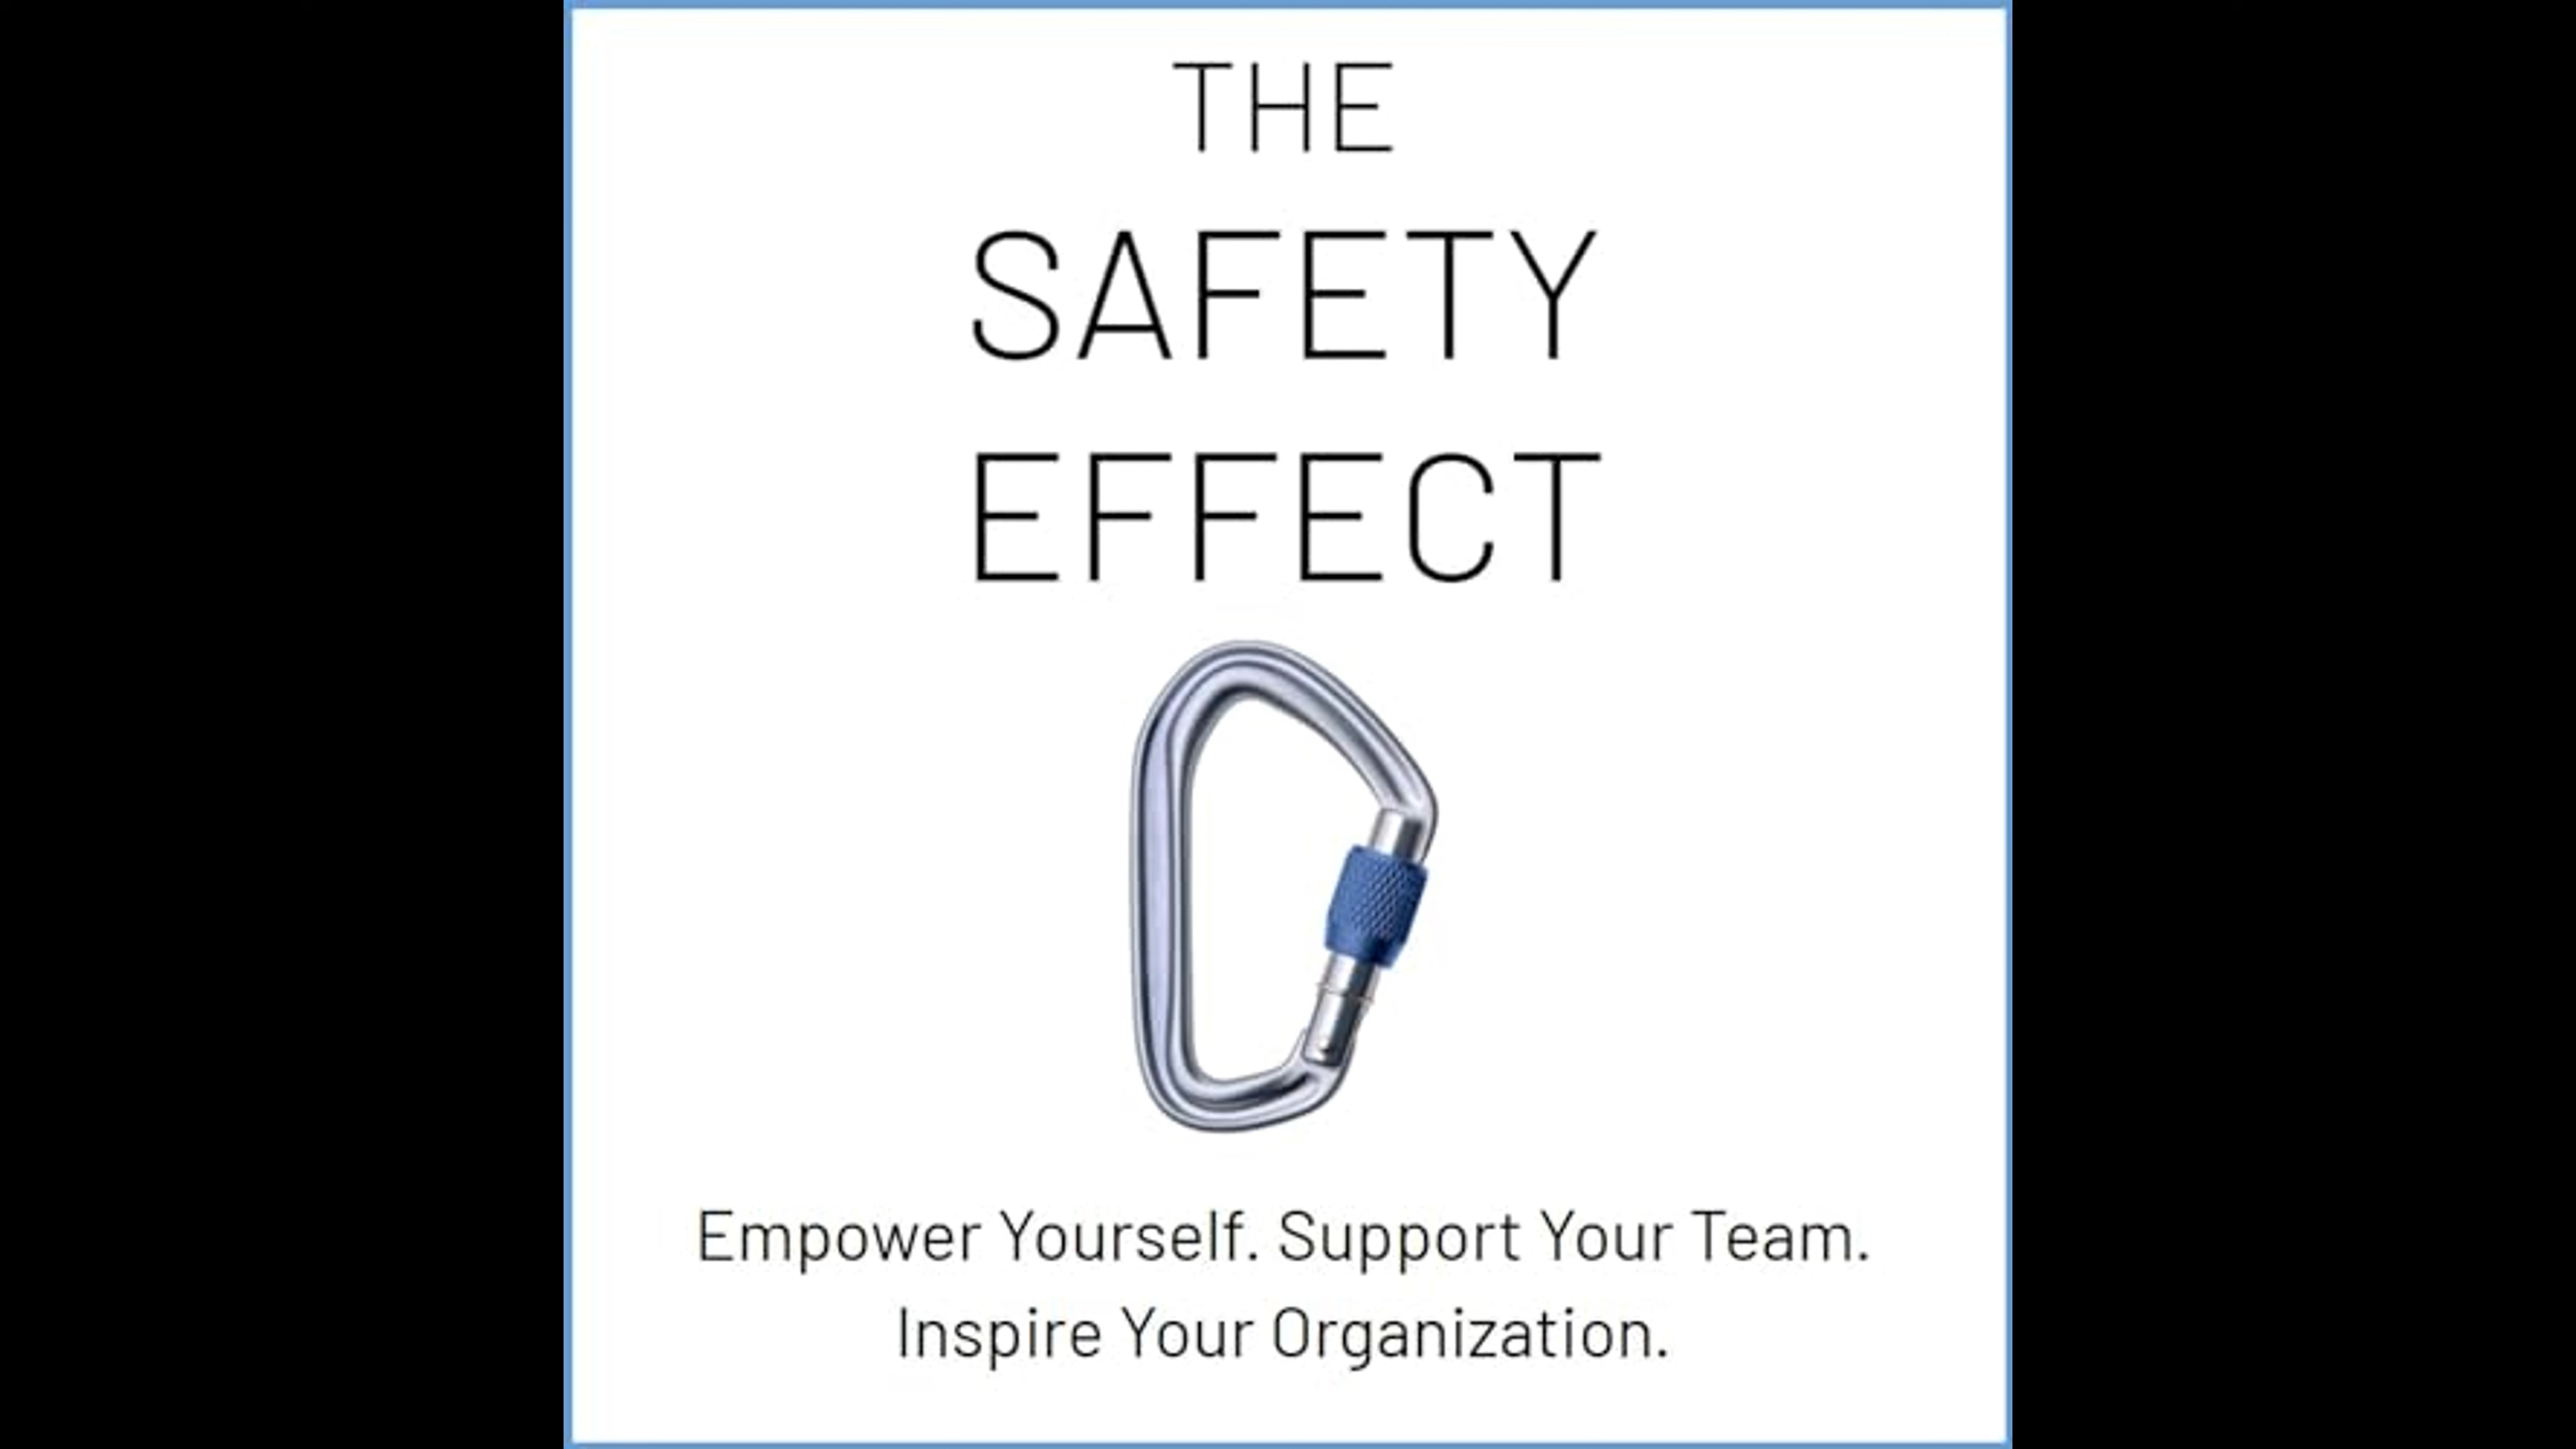 THE
SAFETY
EFFECT
Empower Yourself. Support Your Team.
Inspire Your Organization.